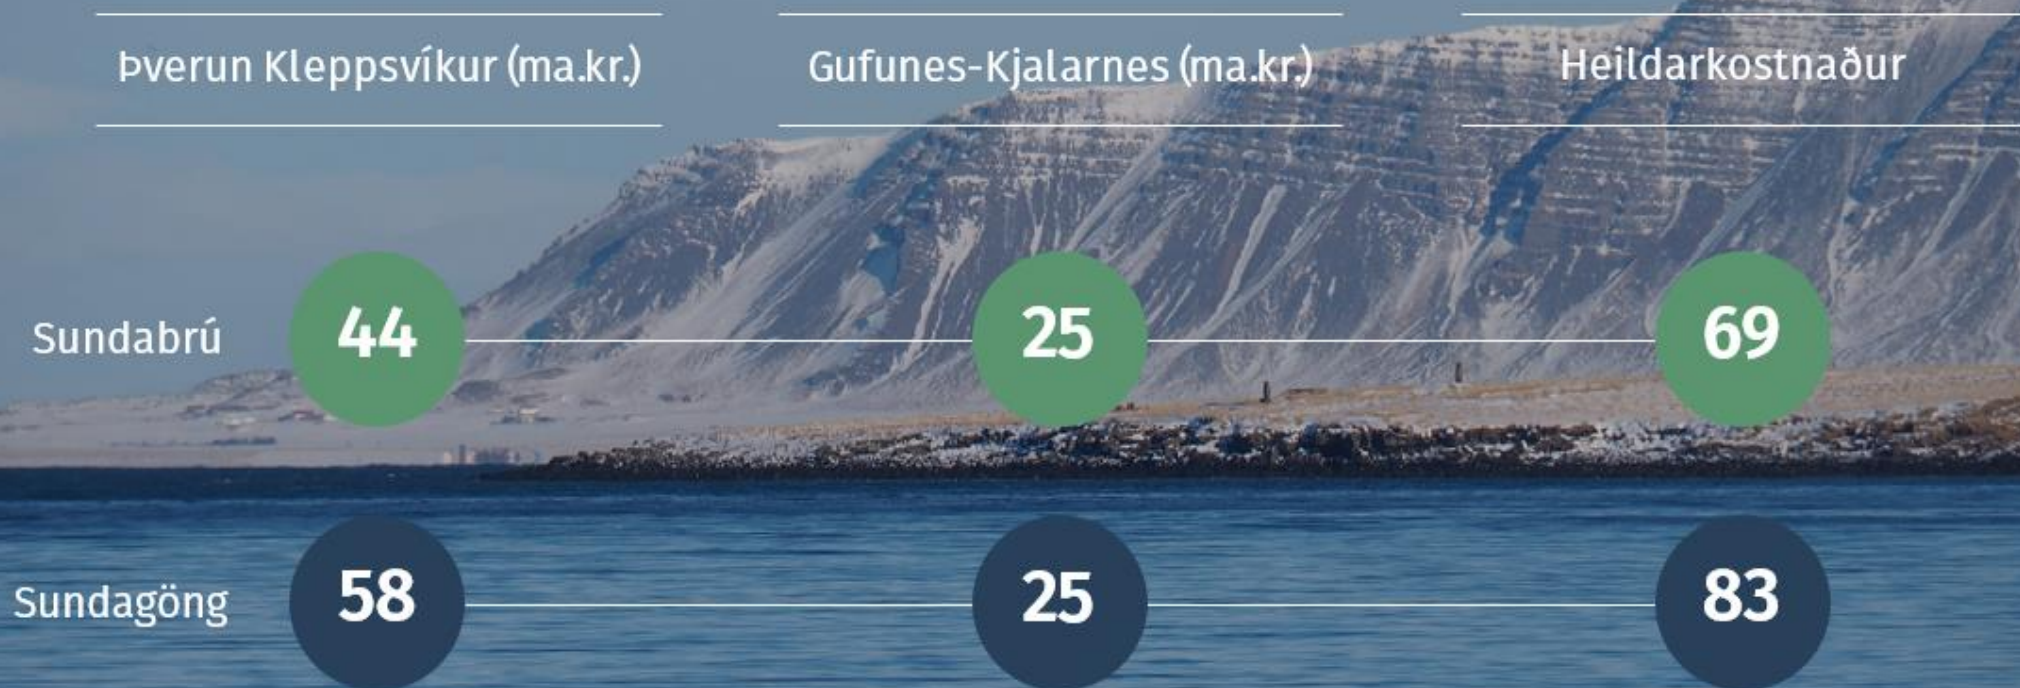 Þverun Kleppsvíkur (ma.kr.) Gufunes-Kjalarnes (ma.kr.) Heildarkostnaður
Sundabrú 44 25 69
Sundagöng 58 25 83